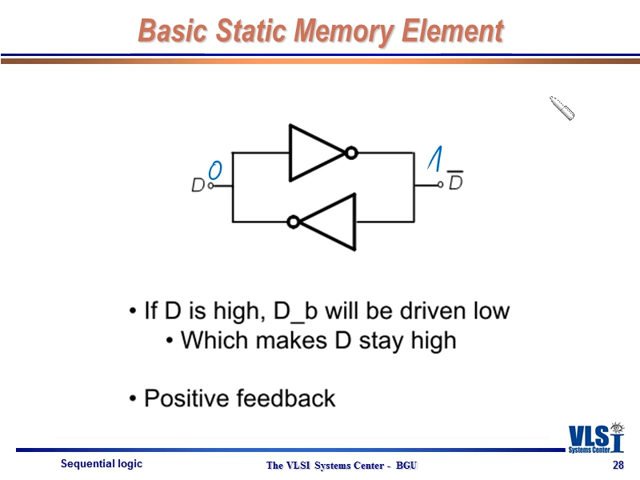 Basic Static Memory Element
0
1
D
D̅
• If D is high, D_b will be driven low
• Which makes D stay high
• Positive feedback
VLSI
Systems Center
Sequential logic
The VLSI Systems Center - BGU
28